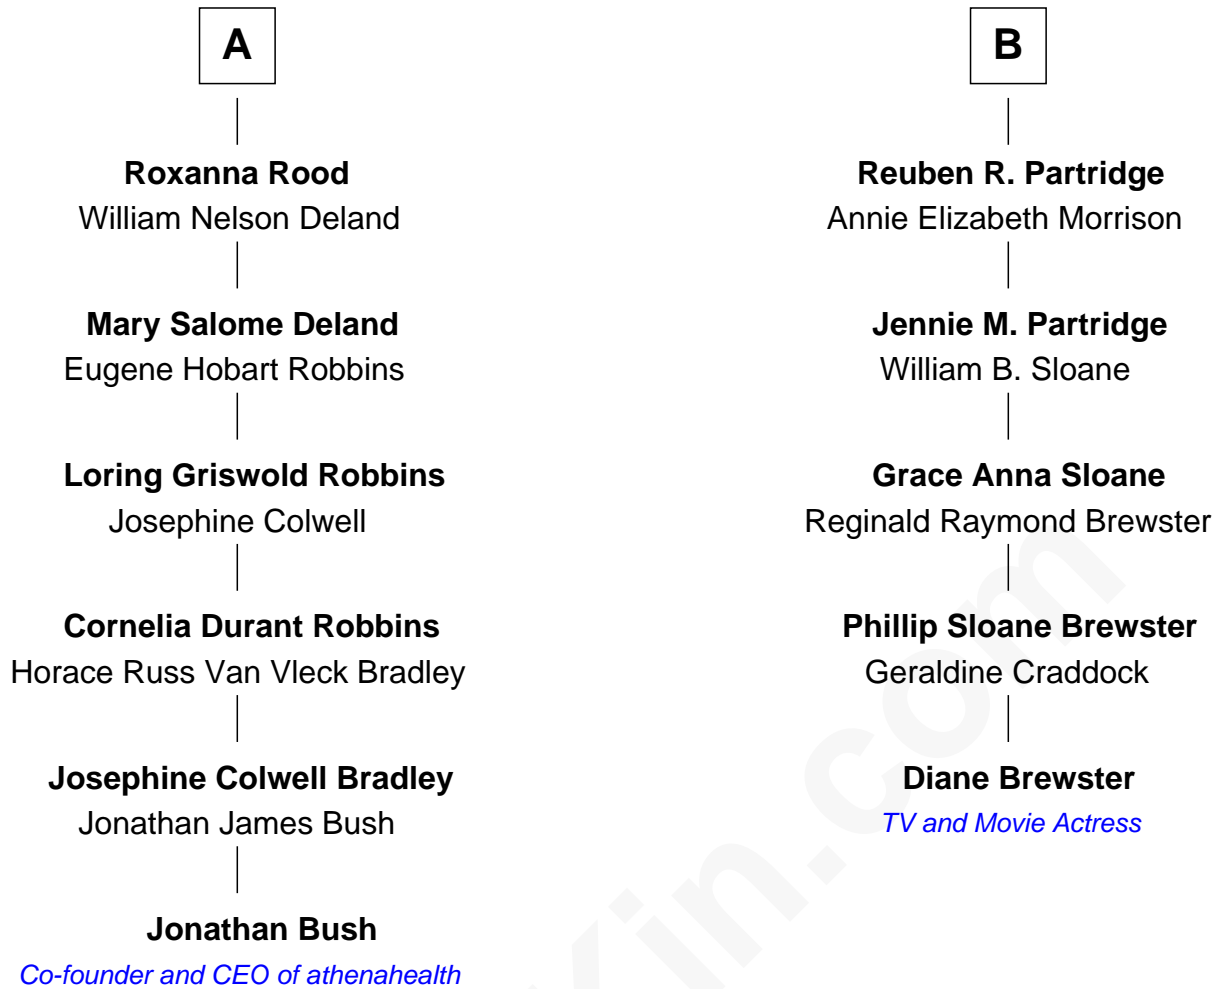 A
Roxanna Rood
William Nelson Deland
Mary Salome Deland
Eugene Hobart Robbins
Loring Griswold Robbins
Josephine Colwell
Cornelia Durant Robbins
Horace Russ Van Vleck Bradley
Josephine Colwell Bradley
Jonathan James Bush
Jonathan Bush
Co-founder and CEO of athenahealth
B
Reuben R. Partridge
Annie Elizabeth Morrison
Jennie M. Partridge
William B. Sloane
Grace Anna Sloane
Reginald Raymond Brewster
Phillip Sloane Brewster
Geraldine Craddock
Diane Brewster
TV and Movie Actress
Kin.com